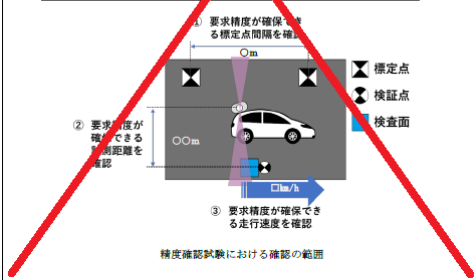 ① 要求精度が確保でき
る標定点間隔を確認
〇m
標定点
検証点
検査面
② 要求精度が
確保できる
計測距離を
確認
〇〇m
□km/h
③ 要求精度が確保でき
る走行速度を確認
精度確認試験における確認の範囲